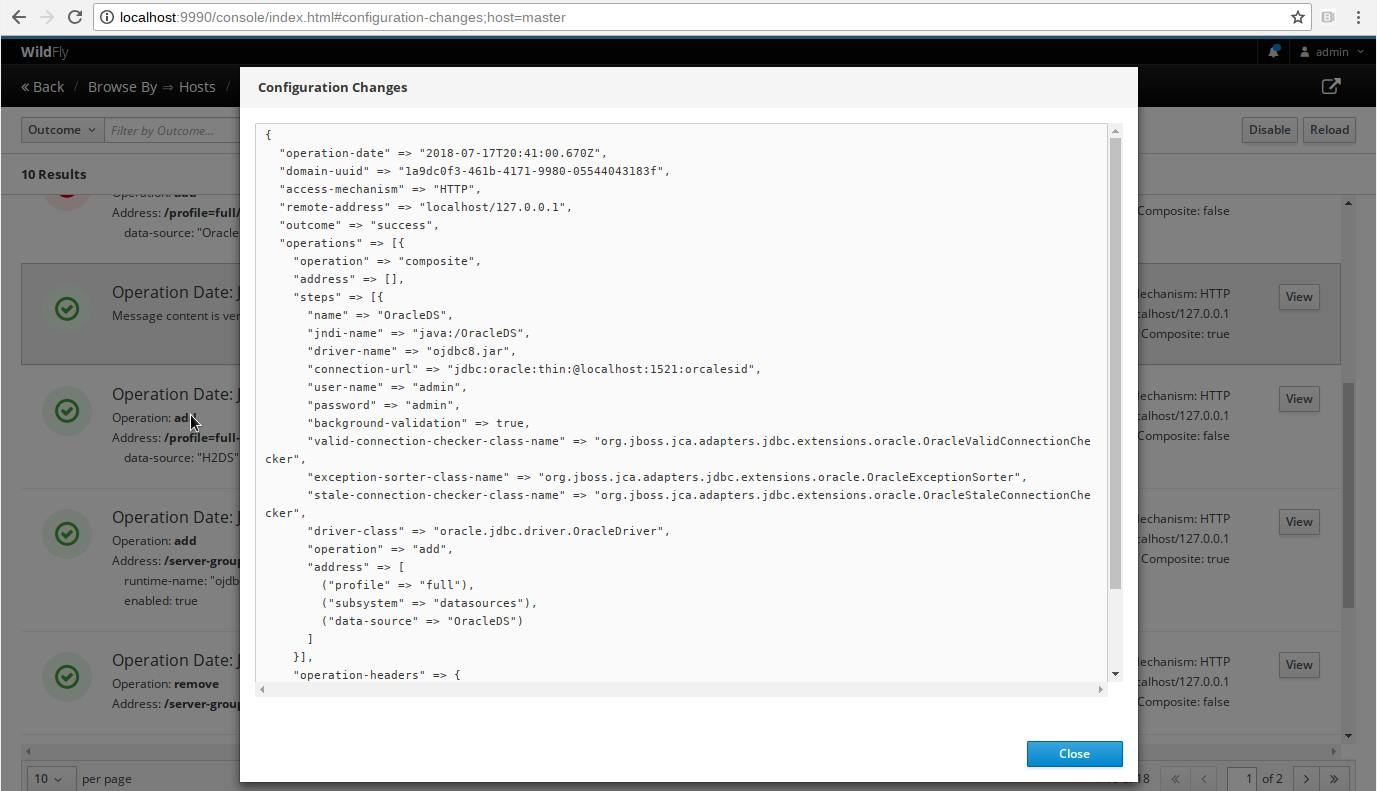 localhost:9990/console/index.html#configuration-changes;host=master
WildFly
admin
« Back / Browse By ⇒ Hosts /
Outcome
Filter by Outcome...
Disable
Reload
10 Results
Configuration Changes
{
"operation-date" => "2018-07-17T20:41:00.670Z",
"domain-uuid" => "1a9dc0f3-461b-4171-9980-05544043183f",
"access-mechanism" => "HTTP",
"remote-address" => "localhost/127.0.0.1",
"outcome" => "success",
"operations" => [{
"operation" => "composite",
"address" => [],
"steps" => [{
"name" => "OracleDS",
"jndi-name" => "java:/OracleDS",
"driver-name" => "ojdbc8.jar",
"connection-url" => "jdbc:oracle:thin:@localhost:1521:orcalesid",
"user-name" => "admin",
"password" => "admin",
"background-validation" => true,
"valid-connection-checker-class-name" => "org.jboss.jca.adapters.jdbc.extensions.oracle.OracleValidConnectionChe
cker",
"exception-sorter-class-name" => "org.jboss.jca.adapters.jdbc.extensions.oracle.OracleExceptionSorter",
"stale-connection-checker-class-name" => "org.jboss.jca.adapters.jdbc.extensions.oracle.OracleStaleConnectionChe
cker",
"driver-class" => "oracle.jdbc.driver.OracleDriver",
"operation" => "add",
"address" => [
("profile" => "full"),
("subsystem" => "datasources"),
("data-source" => "OracleDS")
]
}],
"operation-headers" => {
Close
Address: /profile=full/
data-source: "Oracle
Composite: false
Operation Date: J
Message content is ver
echanism: HTTP
calhost/127.0.0.1
Composite: true
View
Operation Date: J
Operation: add
Address: /profile=full-
data-source: "H2DS"
echanism: HTTP
calhost/127.0.0.1
Composite: false
View
Operation Date: J
Operation: add
Address: /server-group
runtime-name: "ojdb
enabled: true
echanism: HTTP
calhost/127.0.0.1
Composite: true
View
Operation Date: J
Operation: remove
Address: /server-group
echanism: HTTP
calhost/127.0.0.1
Composite: false
View
10 per page
18
1 of 2